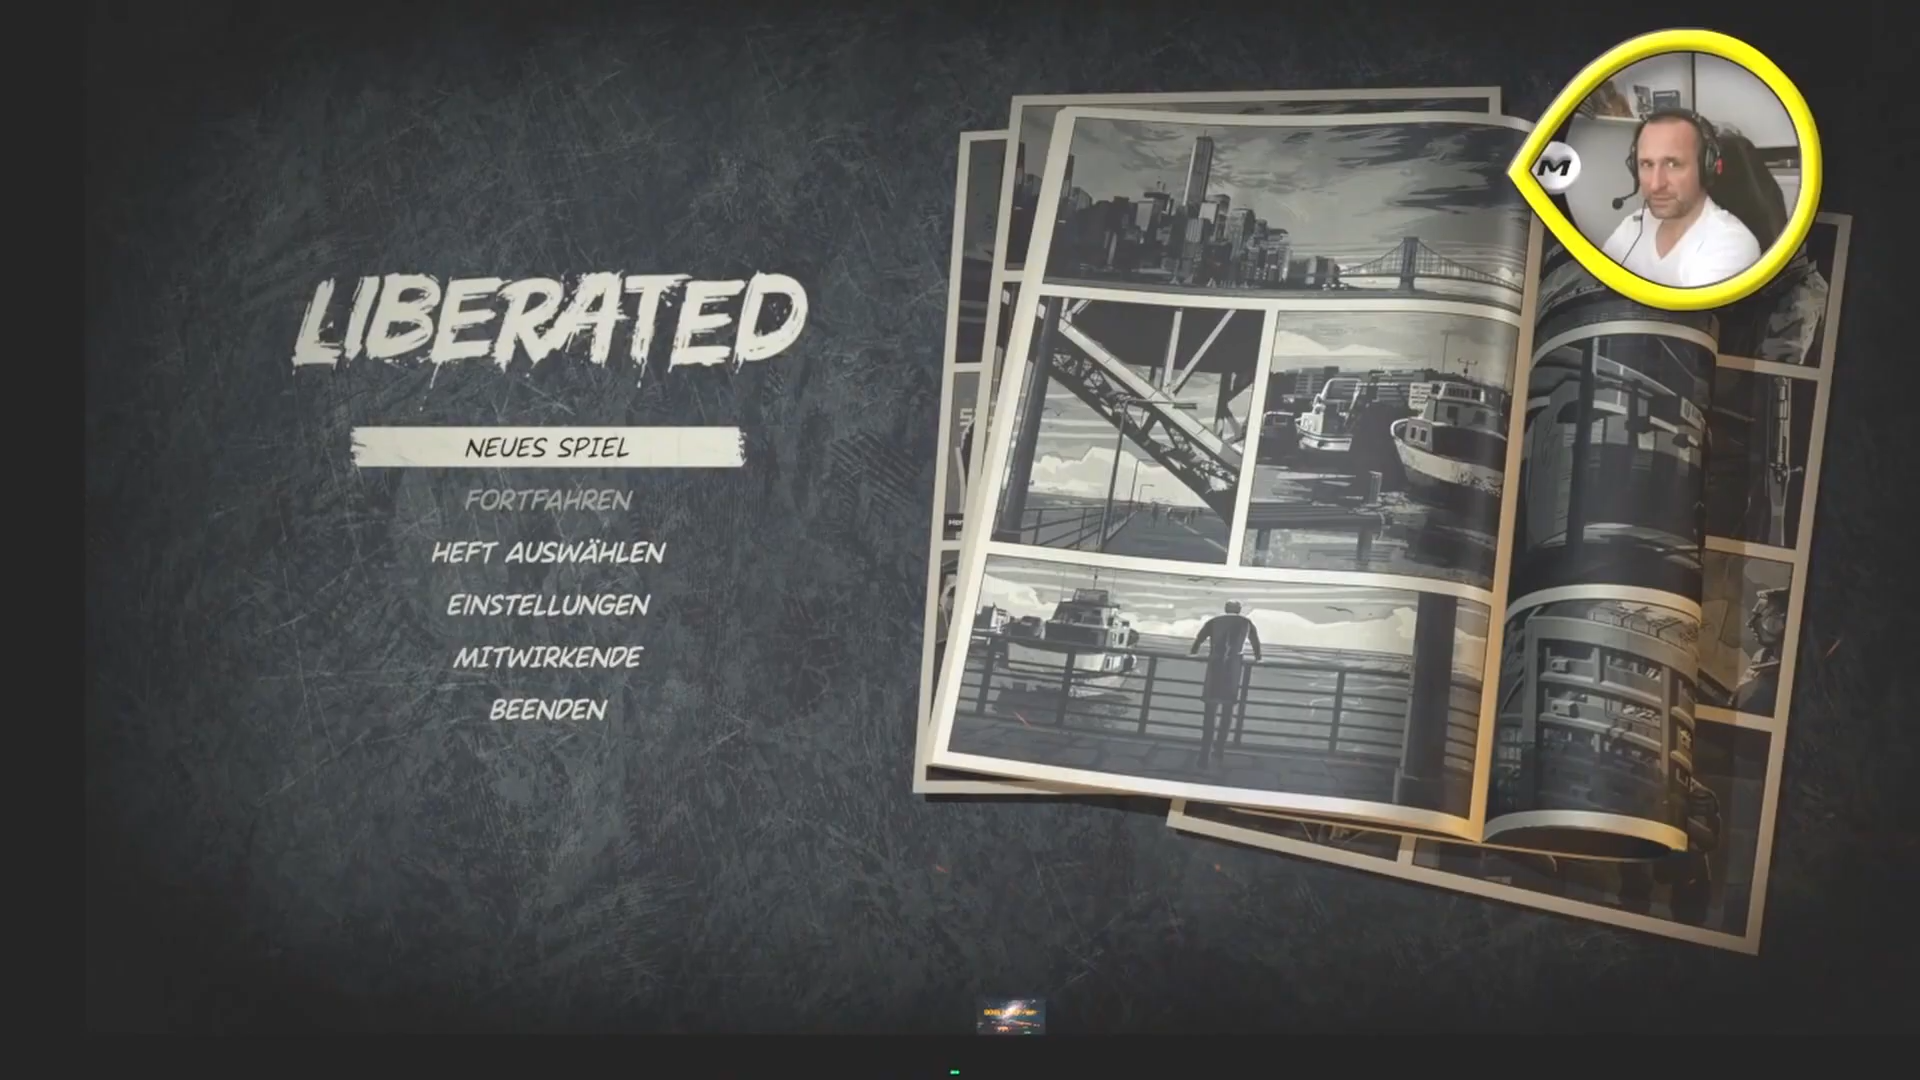 LIBERATED
NEUES SPIEL
FORTFAHREN
HEFT AUSWÄHLEN
EINSTELLUNGEN
MITWIRKENDE
BEENDEN
M